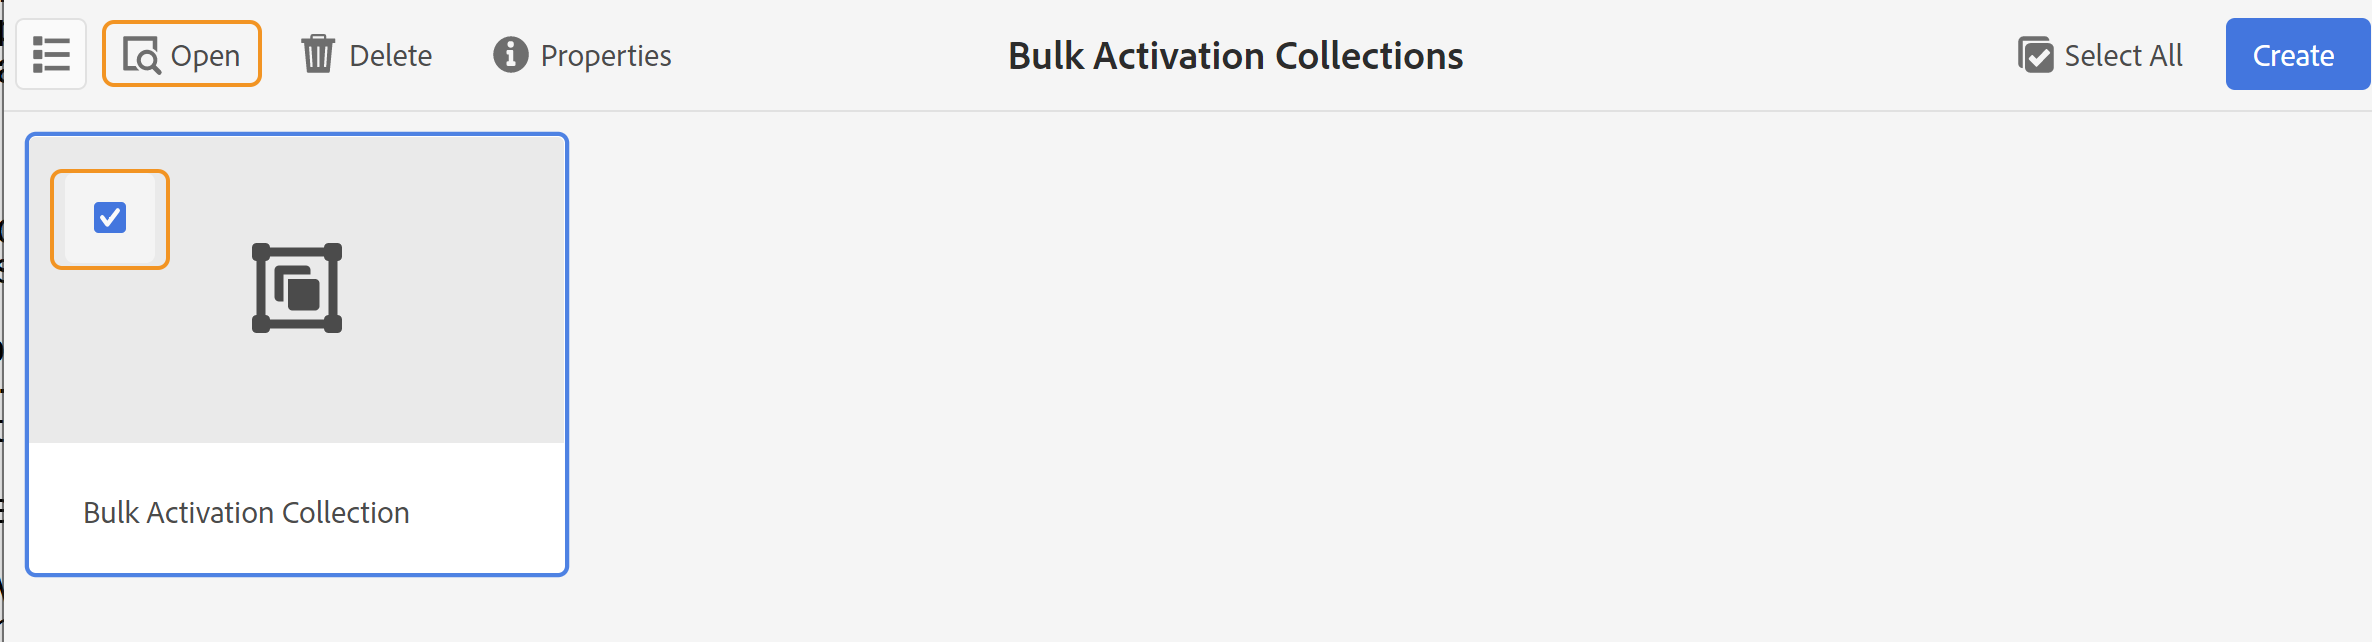 Open Delete Properties Bulk Activation Collections Select All Create
Bulk Activation Collection